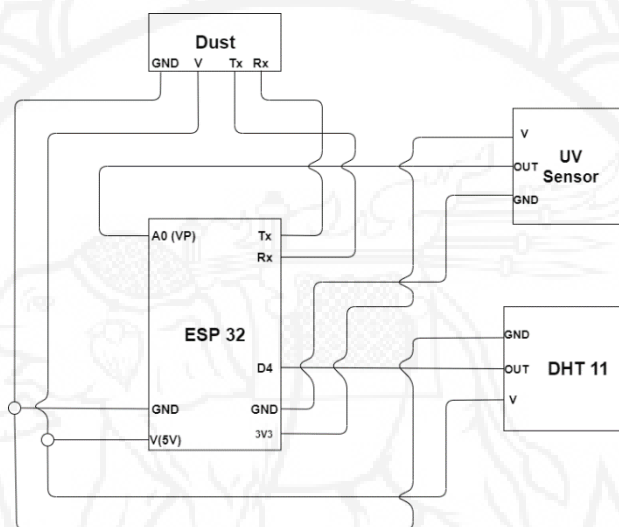 Dust
GND V Tx Rx
V
OUT
GND
UV
Sensor
A0 (VP)
Tx
Rx
ESP 32
D4
GND
V(5V)
GND
3V3
GND
OUT
V
DHT 11